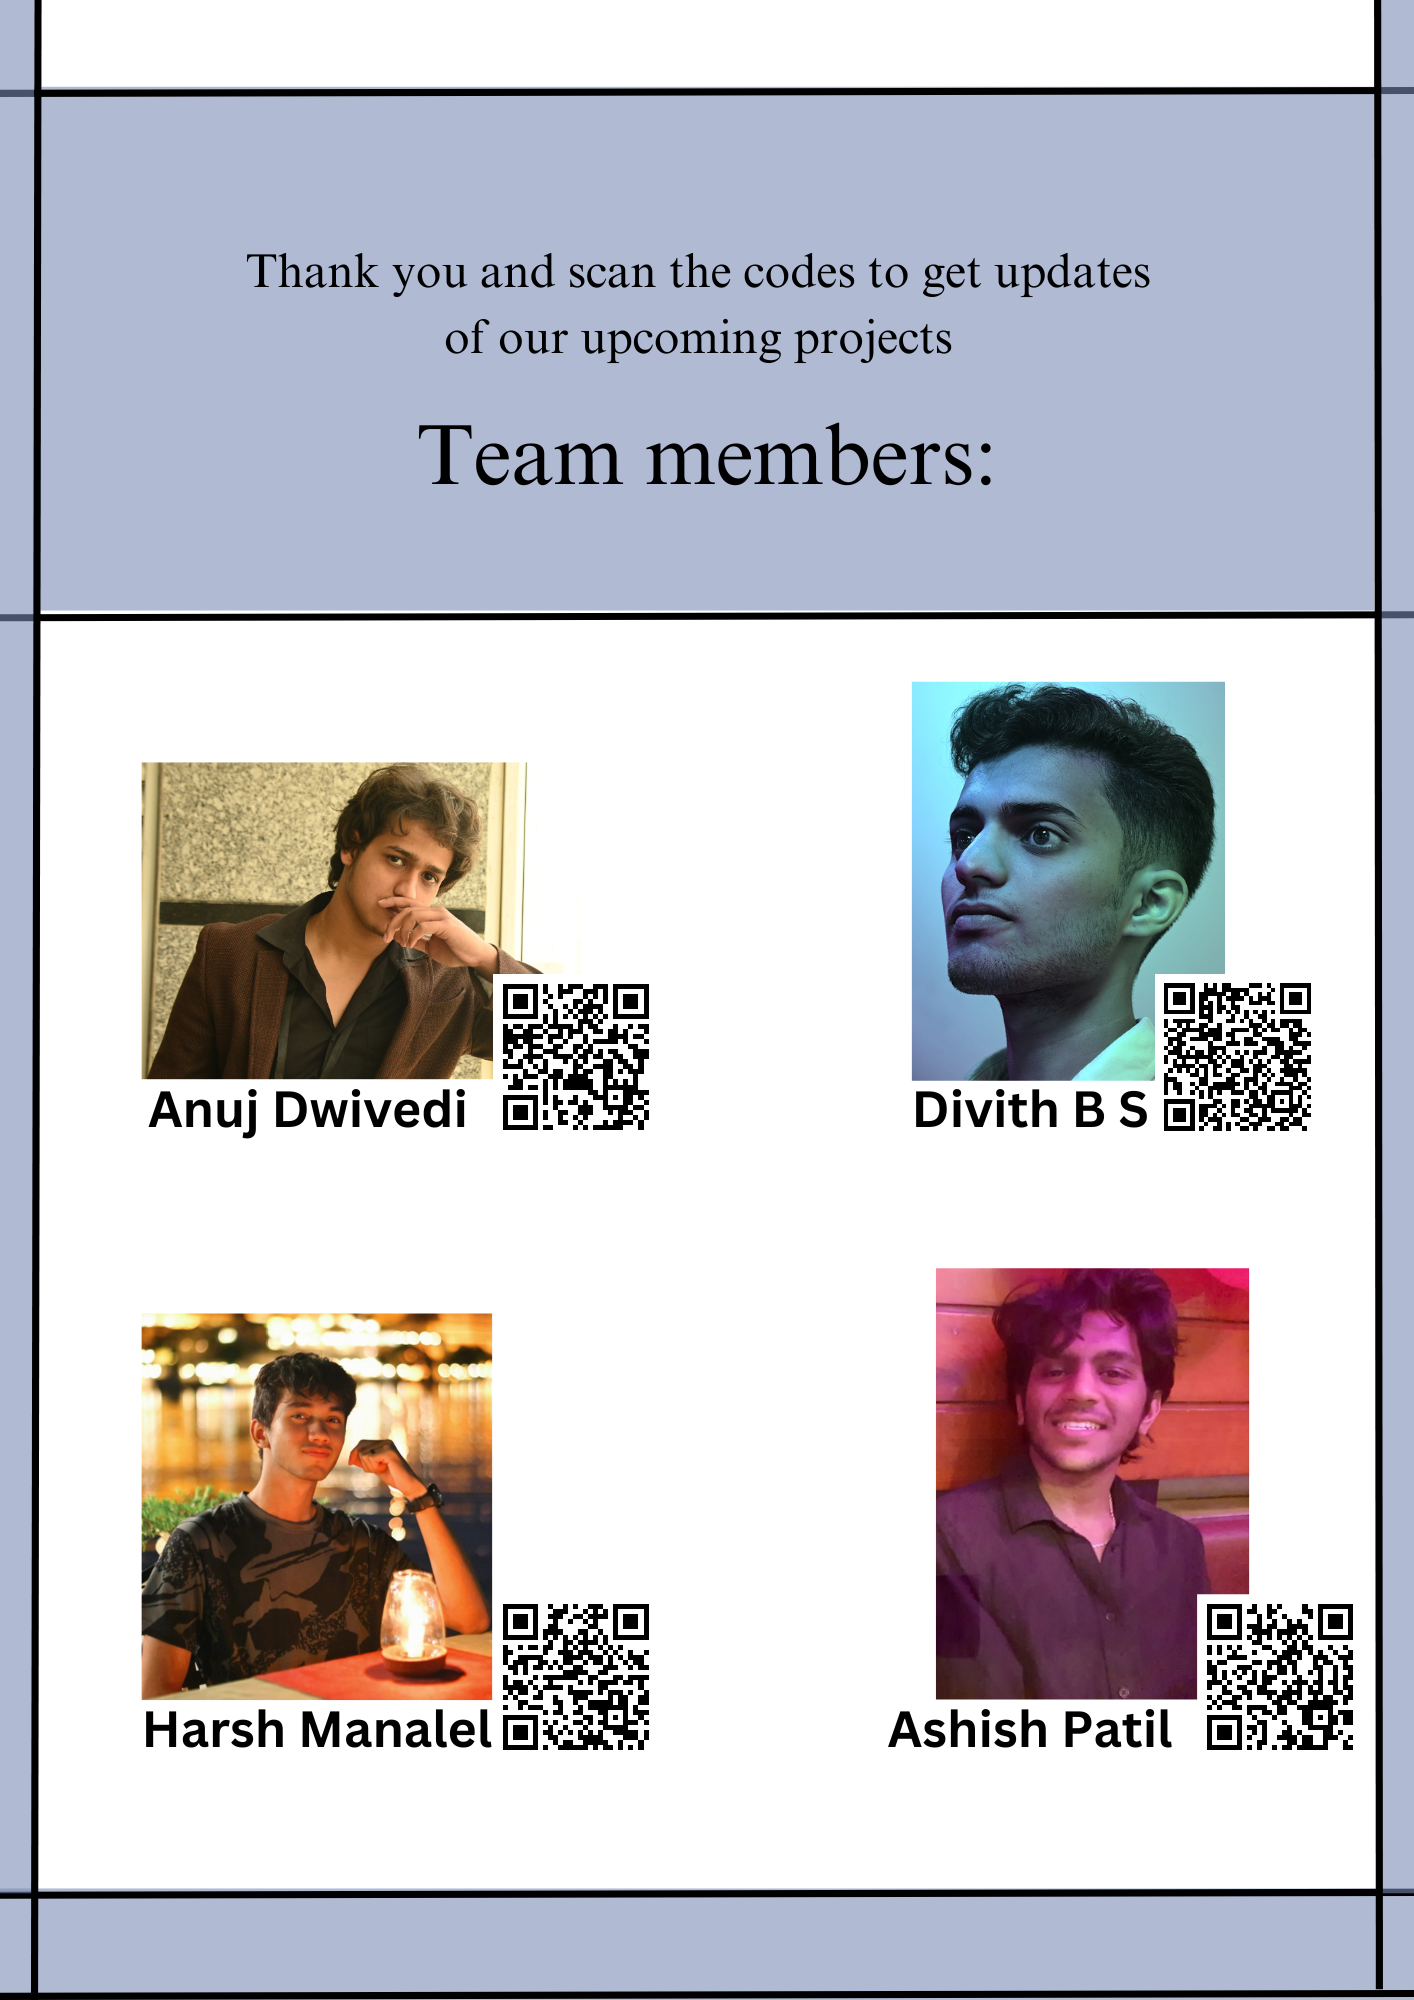 Thank you and scan the codes to get updates
of our upcoming projects
Team members:
Anuj Dwivedi
Divith B S
Harsh Manalel
Ashish Patil